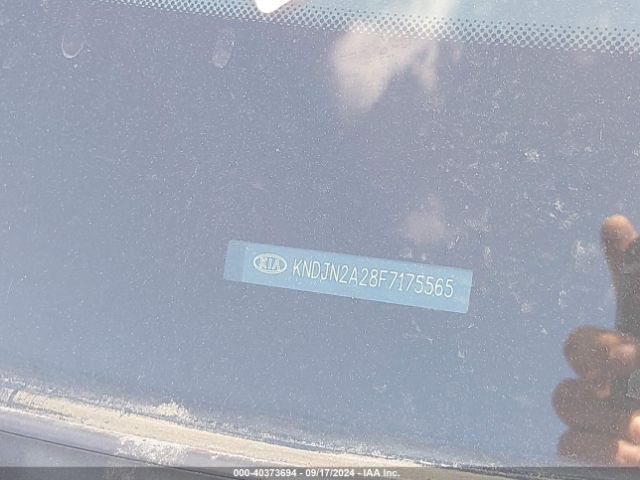 KIA KNDJN2A28F7175565
000-40373694 - 09/17/2024 - IAA Inc.